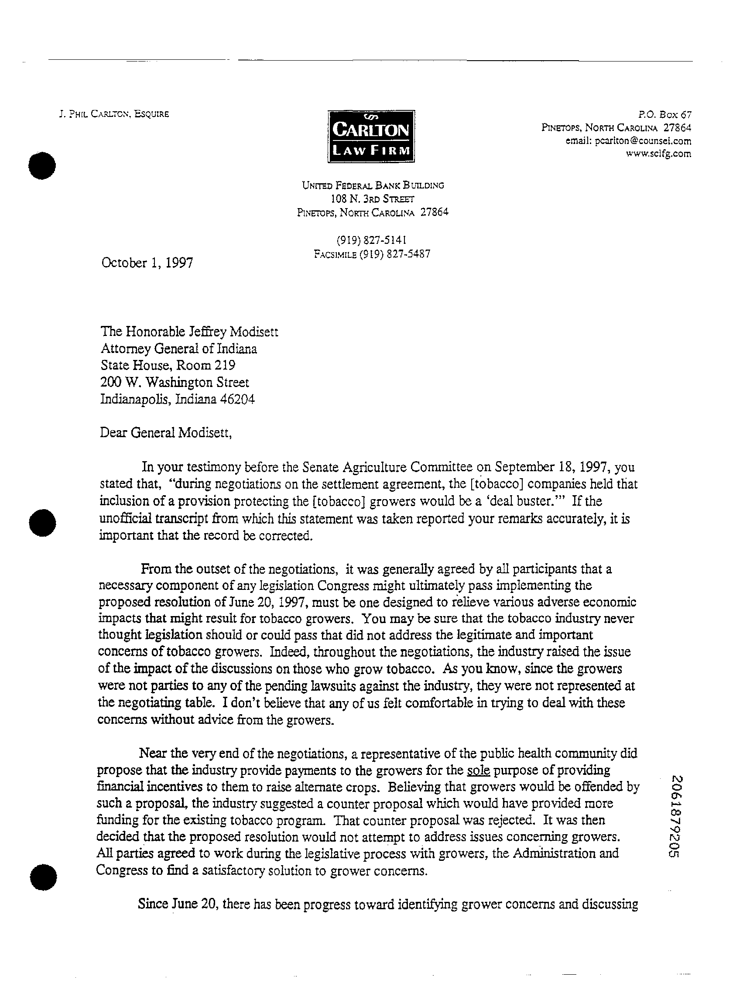 J. PHIL CARLTON, ESQUIRE
CARLTON
LAW FIRM
P.O. Box 67
PINETOPS, NORTH CAROLINA 27864
email: pcarlton@counsel.com
www.sclfg.com
UNITED FEDERAL BANK BUILDING
108 N. 3RD STREET
PINETOPS, NORTH CAROLINA 27864
(919) 827-5141
FACSIMILE (919) 827-5487
October 1, 1997
The Honorable Jeffrey Modisett
Attorney General of Indiana
State House, Room 219
200 W. Washington Street
Indianapolis, Indiana 46204
Dear General Modisett,
In your testimony before the Senate Agriculture Committee on September 18, 1997, you
stated that, “during negotiations on the settlement agreement, the [tobacco] companies held that
inclusion of a provision protecting the [tobacco] growers would be a ‘deal buster.’” If the
unofficial transcript from which this statement was taken reported your remarks accurately, it is
important that the record be corrected.
From the outset of the negotiations, it was generally agreed by all participants that a
necessary component of any legislation Congress might ultimately pass implementing the
proposed resolution of June 20, 1997, must be one designed to relieve various adverse economic
impacts that might result for tobacco growers. You may be sure that the tobacco industry never
thought legislation should or could pass that did not address the legitimate and important
concerns of tobacco growers. Indeed, throughout the negotiations, the industry raised the issue
of the impact of the discussions on those who grow tobacco. As you know, since the growers
were not parties to any of the pending lawsuits against the industry, they were not represented at
the negotiating table. I don’t believe that any of us felt comfortable in trying to deal with these
concerns without advice from the growers.
Near the very end of the negotiations, a representative of the public health community did
propose that the industry provide payments to the growers for the sole purpose of providing
financial incentives to them to raise alternate crops. Believing that growers would be offended by
such a proposal, the industry suggested a counter proposal which would have provided more
funding for the existing tobacco program. That counter proposal was rejected. It was then
decided that the proposed resolution would not attempt to address issues concerning growers.
All parties agreed to work during the legislative process with growers, the Administration and
Congress to find a satisfactory solution to grower concerns.
Since June 20, there has been progress toward identifying grower concerns and discussing
2061879205